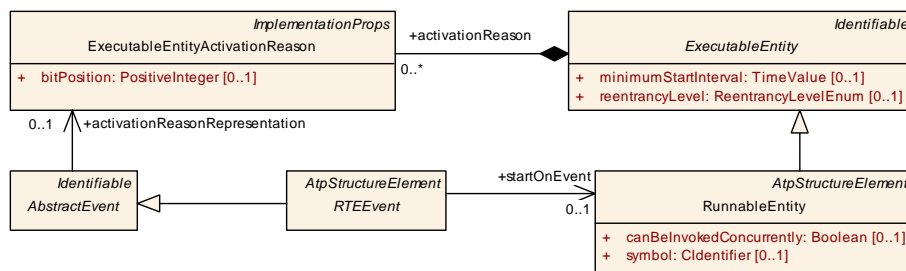 ImplementationProps
ExecutableEntityActivationReason
+ bitPosition: PositiveInteger [0..1]
+activationReason
0..*
Identifiable
ExecutableEntity
+ minimumStartInterval: TimeValue [0..1]
+ reentrancyLevel: ReentrancyLevelEnum [0..1]
0..1
+activationReasonRepresentation
Identifiable
AbstractEvent
AtpStructureElement
RTEEvent
+startOnEvent
0..1
AtpStructureElement
RunnableEntity
+ canBeInvokedConcurrently: Boolean [0..1]
+ symbol: CIdentifier [0..1]